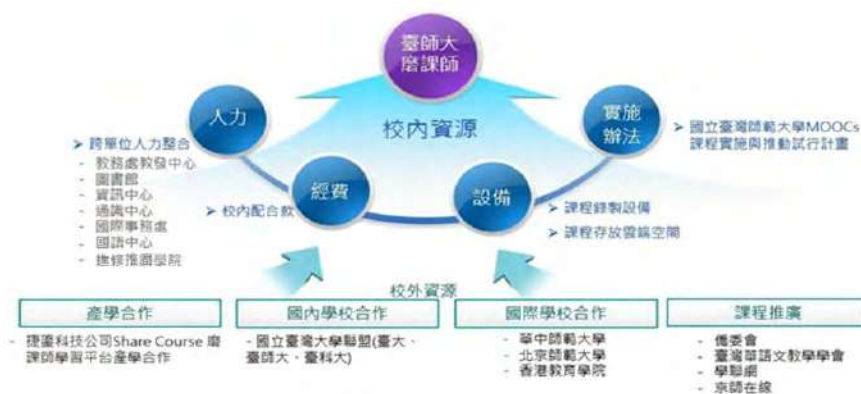 臺師大
磨課師
人力
實施
辦法
校內資源
➤ 跨單位人力整合
- 教務處教發中心
- 圖書館
- 資訊中心
- 通識中心
- 國際事務處
- 國語中心
- 進修推廣學院
➤ 國立臺灣師範大學MOOCs
課程實施與推動試行計畫
經費
設備
➤ 校內配合款
➤ 課程錄製設備
➤ 課程存放雲端空間
校外資源
產學合作
國內學校合作
國際學校合作
課程推廣
- 捷鎏科技公司Share Course 磨
課師學習平台產學合作
- 國立臺灣大學聯盟(臺大、
臺師大、臺科大)
- 華中師範大學
- 北京師範大學
- 香港教育學院
- 僑委會
- 臺灣華語文教學學會
- 學聯網
- 京師在線